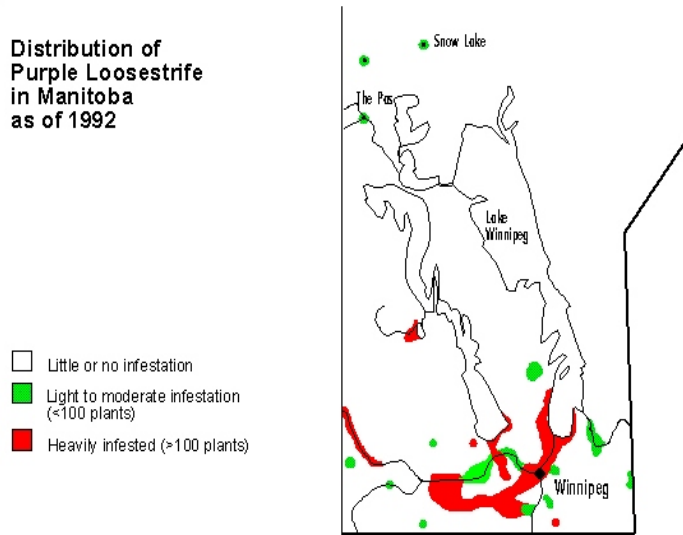 Distribution of
Purple Loosestrife
in Manitoba
as of 1992
Snow Lake
The Pas
Lake
Winnipeg
Little or no infestation
Light to moderate infestation
(<100 plants)
Heavily infested (>100 plants)
Winnipeg